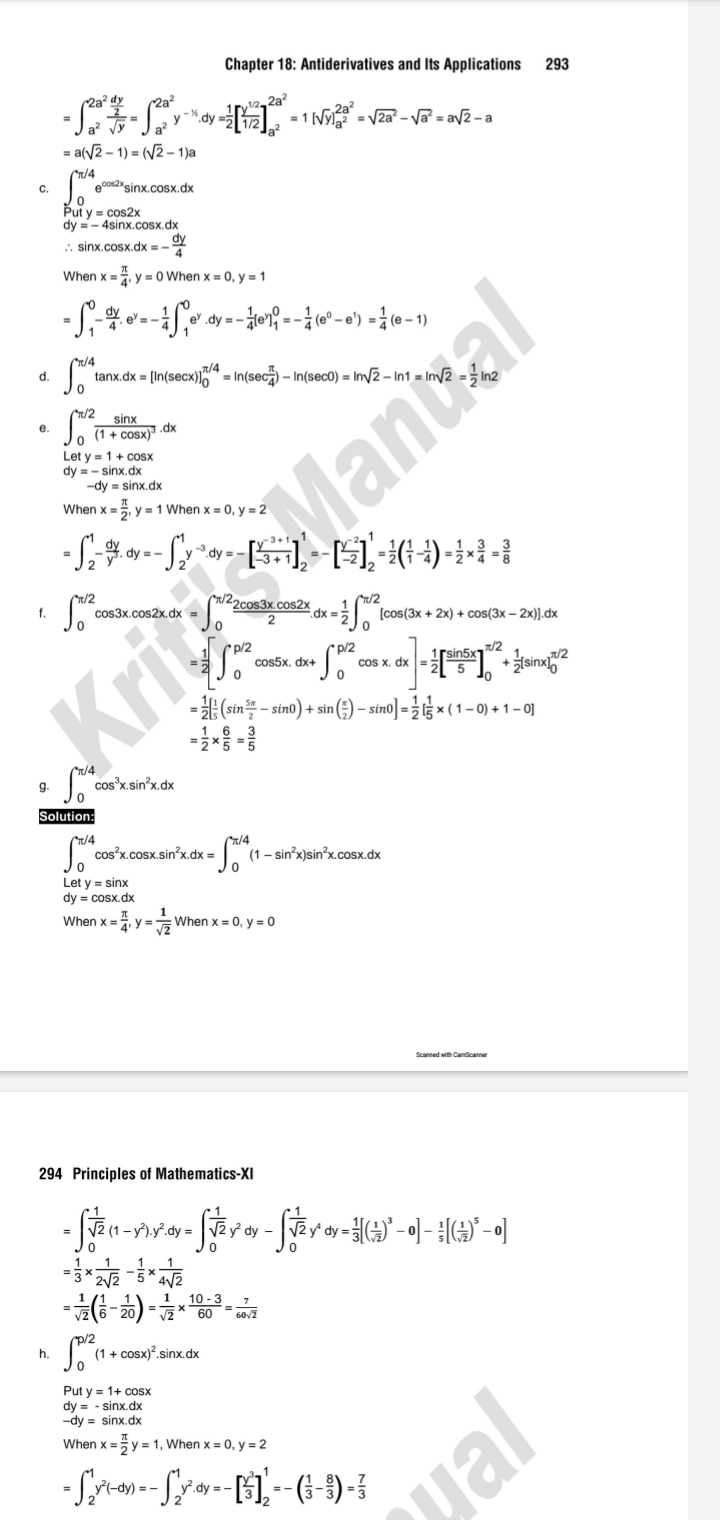 Chapter 18: Antiderivatives and Its Applications 293
= ∫_{a²}^{2a²} (dy/2)/√y = ∫_{a²}^{2a²} y^{-½}.dy = 1/2 [y^{1/2}/(1/2)]_{a²}^{2a²} = 1 [√y]_{a²}^{2a²} = √2a² – √a² = a√2 – a
= a(√2 – 1) = (√2 – 1)a
c. ∫_0^{π/4} e^{cos2x}sinx.cosx.dx
Put y = cos2x
dy = – 4sinx.cosx.dx
∴ sinx.cosx.dx = – dy/4
When x = π/4, y = 0 When x = 0, y = 1
= ∫_1^0 – dy/4 . e^y = – 1/4 ∫_1^0 e^y .dy = – 1/4[e^y]_1^0 = – 1/4 (e⁰ – e¹) = 1/4 (e – 1)
d. ∫_0^{π/4} tanx.dx = [ln(secx)]_0^{π/4} = ln(sec π/4) – ln(sec0) = ln√2 – ln1 = ln√2 = 1/2 ln2
e. ∫_0^{π/2} sinx/(1 + cosx)³ .dx
Let y = 1 + cosx
dy = – sinx.dx
–dy = sinx.dx
When x = π/2, y = 1 When x = 0, y = 2
= ∫_2^1 – dy/y³. dy = – ∫_2^1 y^{-3}.dy = – [y^{-3+1}/(-3+1)]_2^1 = – [y^{-2}/-2]_2^1 = 1/2 (1/1 – 1/4) = 1/2 × 3/4 = 3/8
f. ∫_0^{π/2} cos3x.cos2x.dx = ∫_0^{π/2} 2cos3x.cos2x/2 .dx = 1/2 ∫_0^{π/2} [cos(3x + 2x) + cos(3x – 2x)].dx
= 1/2 [∫_0^{p/2} cos5x. dx+ ∫_0^{p/2} cos x. dx] = 1/2 [sin5x/5]_0^{π/2} + 1/2[sinx]_0^{π/2}
= 1/2[1/5 (sin 5π/2 – sin0) + sin (π/2) – sin0] = 1/2 [1/5 × ( 1 – 0) + 1 – 0]
= 1/2 × 6/5 = 3/5
g. ∫_0^{π/4} cos³x.sin²x.dx
Solution:
∫_0^{π/4} cos²x.cosx.sin²x.dx = ∫_0^{π/4} (1 – sin²x)sin²x.cosx.dx
Let y = sinx
dy = cosx.dx
When x = π/4, y = 1/√2 When x = 0, y = 0
Scanned with CamScanner
294 Principles of Mathematics-XI
= ∫_0^{1/√2} (1 – y²).y².dy = ∫_0^{1/√2} y² dy – ∫_0^{1/√2} y⁴ dy = 1/3[(1/√2)³ – 0] – 1/5[(1/√2)⁵ – 0]
= 1/3 × 1/2√2 – 1/5 × 1/4√2
= 1/√2 (1/6 – 1/20) = 1/√2 × 10 - 3/60 = 7/60√2
h. ∫_0^{p/2} (1 + cosx)².sinx.dx
Put y = 1+ cosx
dy = - sinx.dx
–dy = sinx.dx
When x = π/2 y = 1, When x = 0, y = 2
= ∫_2^1 y²(–dy) = – ∫_2^1 y².dy = – [y³/3]_2^1 = – (1/3 – 8/3) = 7/3
Kriti's Manual
ual